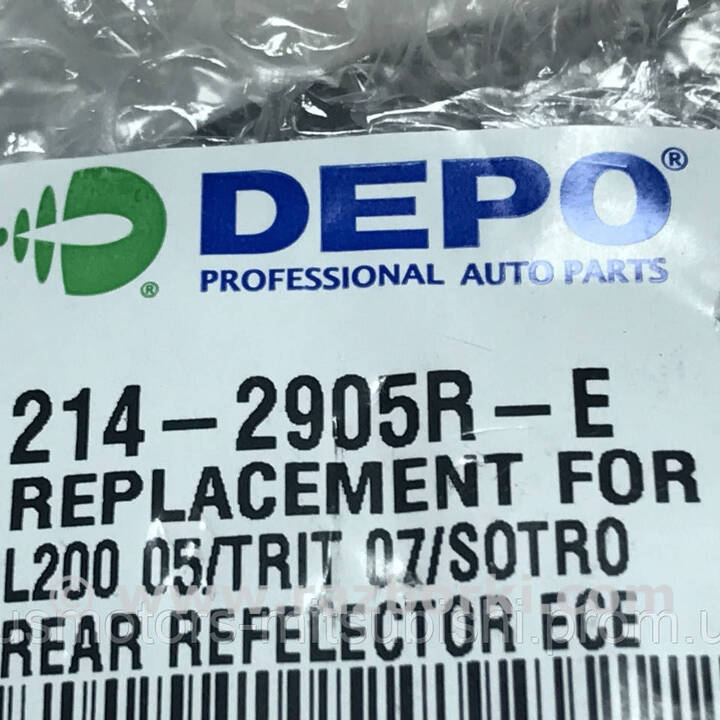 DEPO®
PROFESSIONAL AUTO PARTS
®
214-2905R-E
REPLACEMENT FOR
L200 05/TRIT 07/SOTRO
REAR REFELECTOR ECE